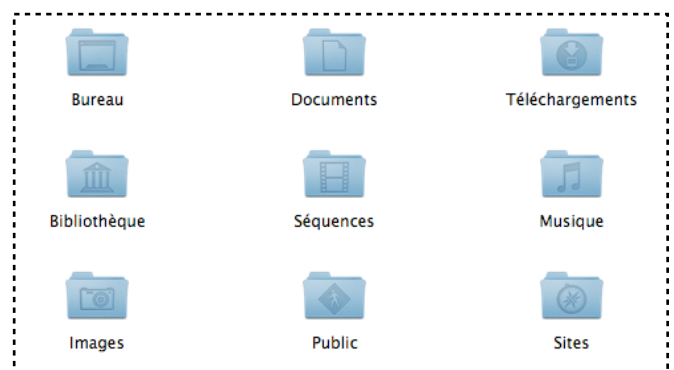 Bureau Documents Téléchargements
Bibliothèque Séquences Musique
Images Public Sites